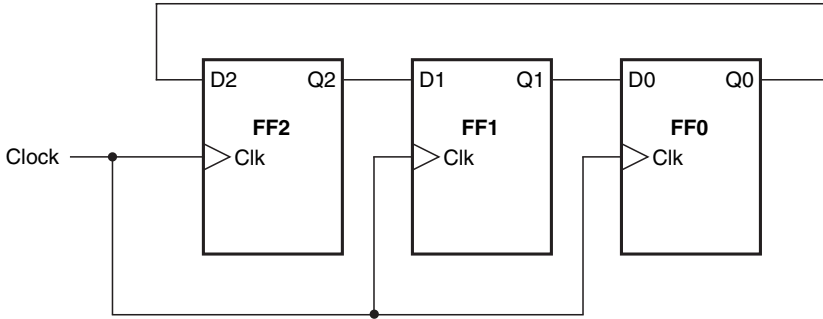 D2 Q2 D1 Q1 D0 Q0
FF2 FF1 FF0
Clock Clk Clk Clk